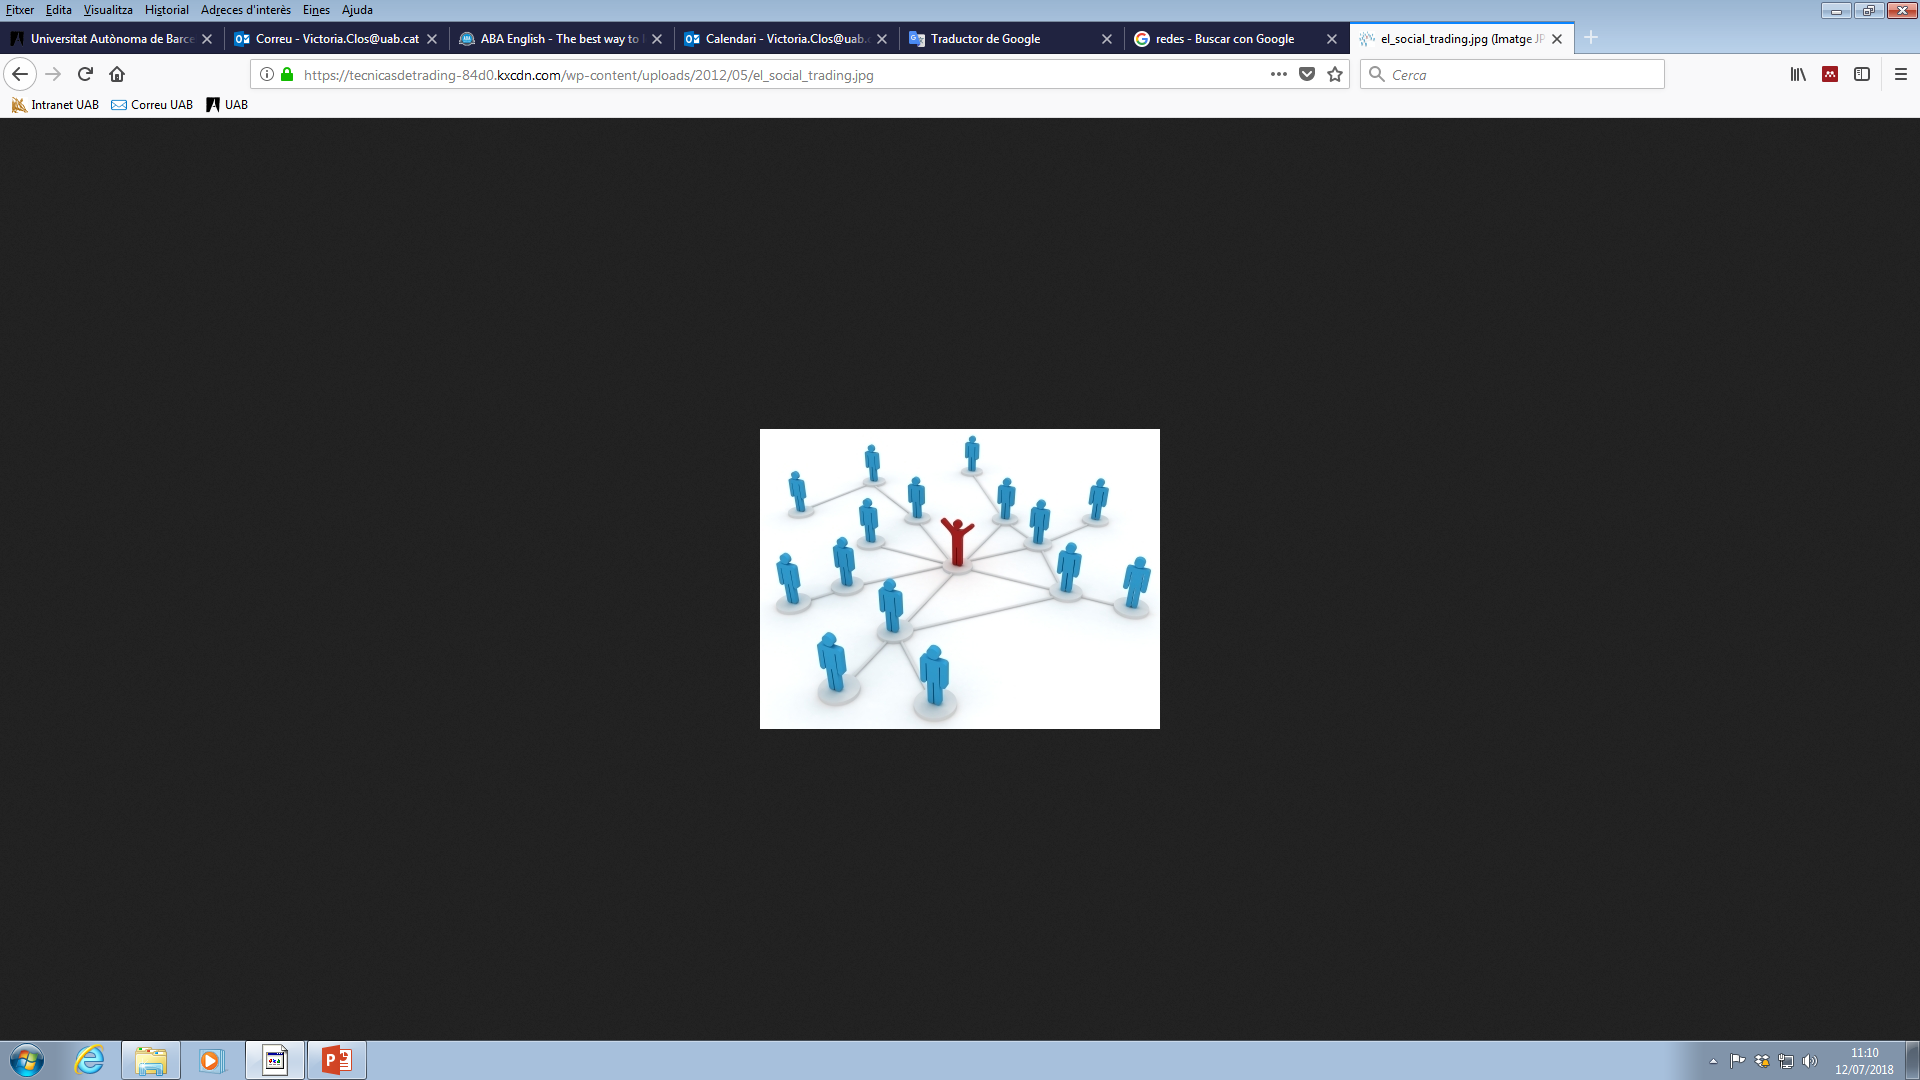 Fitxer Edita Visualitza Historial Adreces d'interès Eines Ajuda
Universitat Autònoma de Barce
Correu - Victoria.Clos@uab.cat
ABA English - The best way to
Calendari - Victoria.Clos@uab.
Traductor de Google
redes - Buscar con Google
el_social_trading.jpg (Imatge JP
https://tecnicasdetrading-84d0.kxcdn.com/wp-content/uploads/2012/05/el_social_trading.jpg
Cerca
Intranet UAB Correu UAB UAB
11:10
12/07/2018